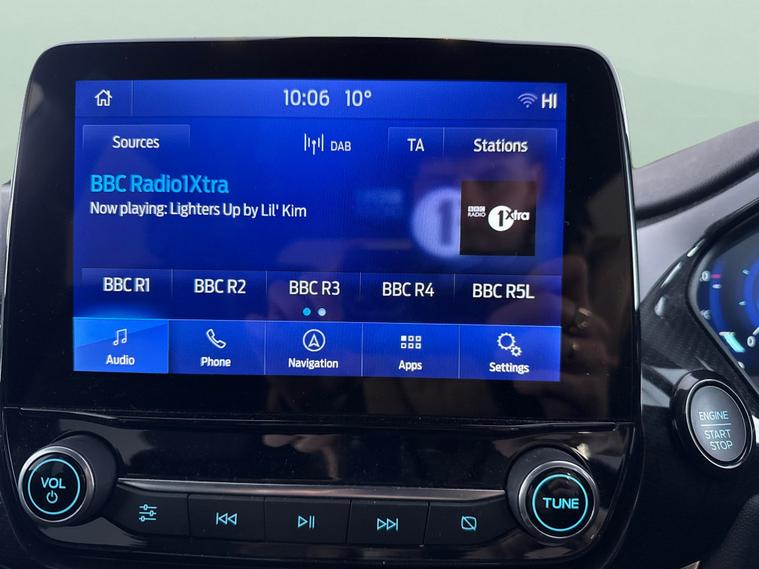 10:06 10° HI
Sources DAB TA Stations
BBC Radio1Xtra
Now playing: Lighters Up by Lil' Kim
BBC RADIO 1Xtra
BBC R1 BBC R2 BBC R3 BBC R4 BBC R5L
Audio Phone Navigation Apps Settings
ENGINE
START
STOP
VOL
TUNE